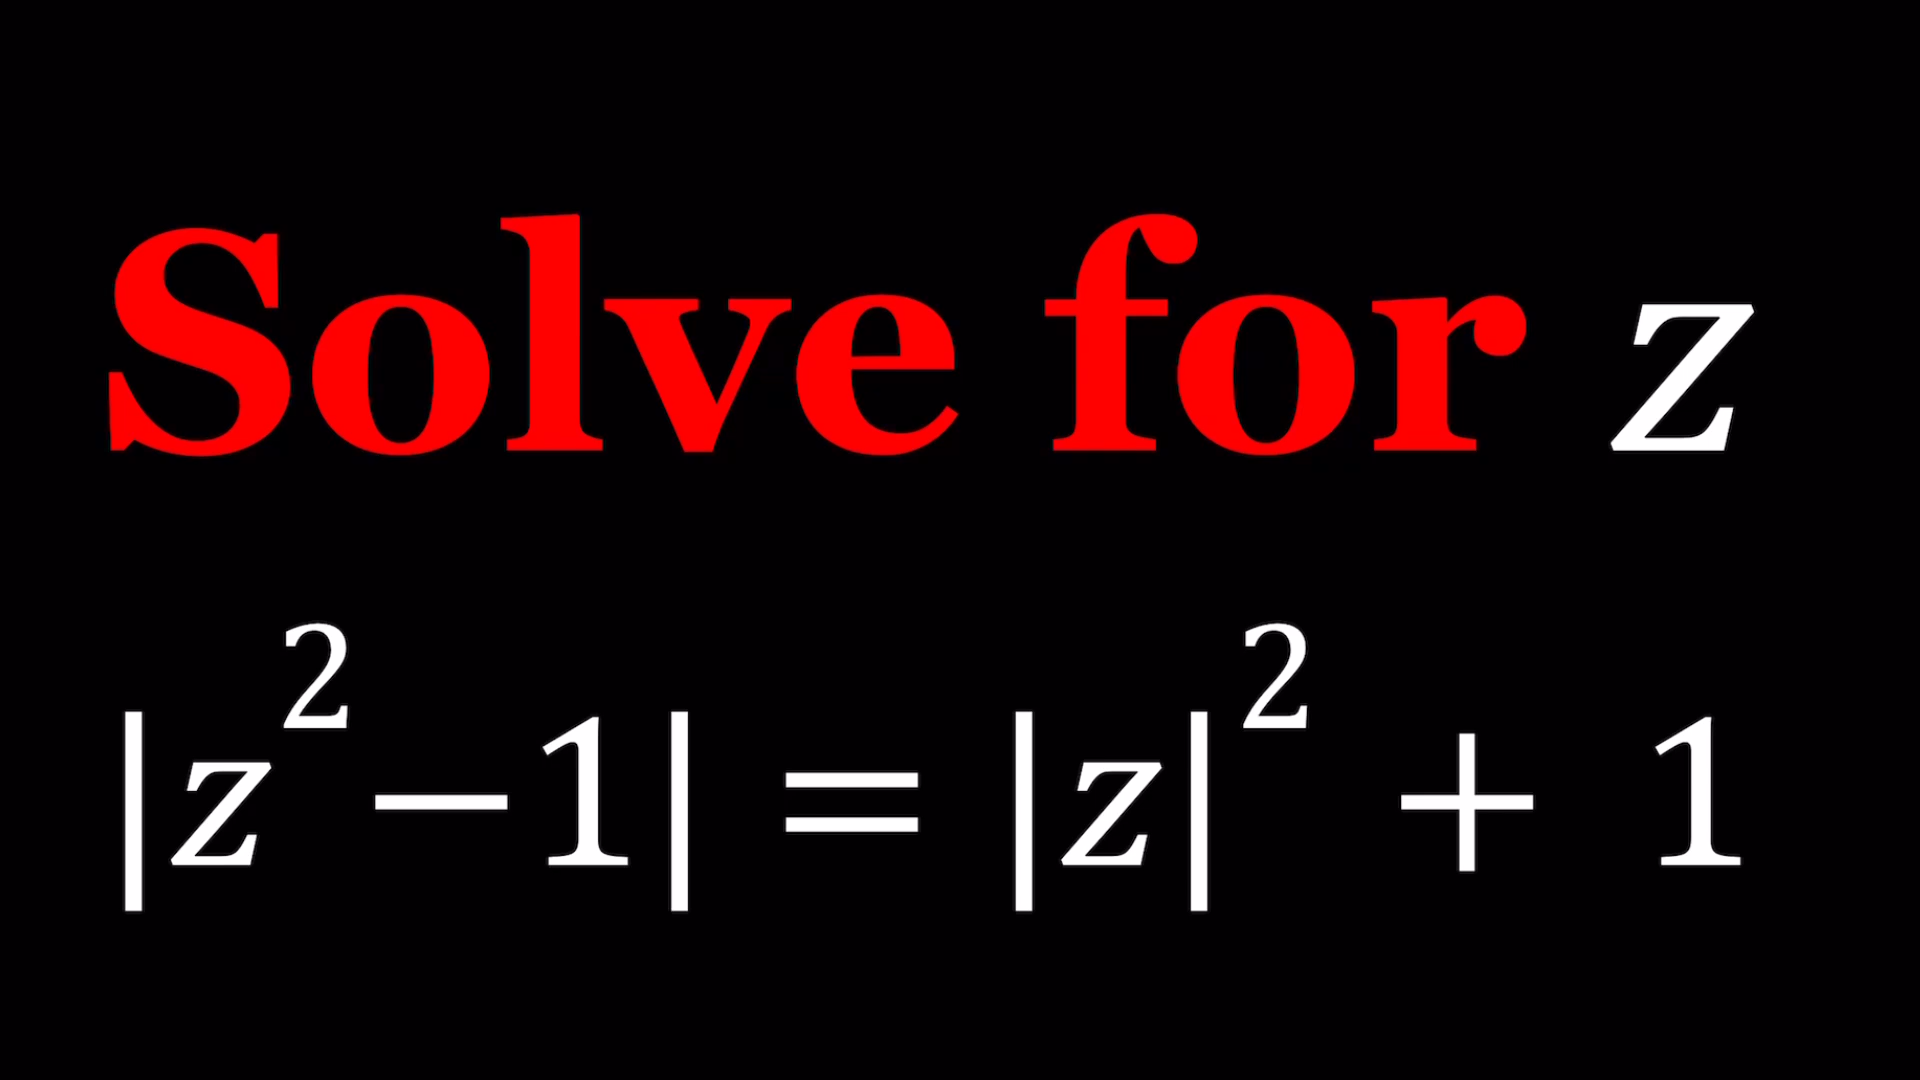 Solve for z
|z²−1| = |z|² + 1